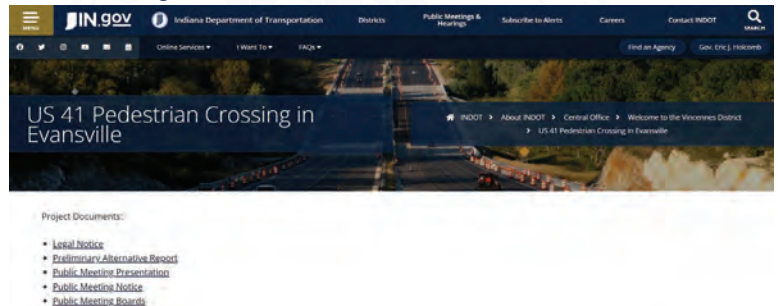 IN.gov Indiana Department of Transportation Districts Public Meetings & Hearings Subscribe to Alerts Careers Contact INDOT
MENU SEARCH
Online Services I Want To FAQs Find an Agency Gov. Eric J. Holcomb
US 41 Pedestrian Crossing in
Evansville
INDOT > About INDOT > Central Office > Welcome to the Vincennes District
> US 41 Pedestrian Crossing in Evansville
Project Documents:
• Legal Notice
• Preliminary Alternative Report
• Public Meeting Presentation
• Public Meeting Notice
• Public Meeting Boards